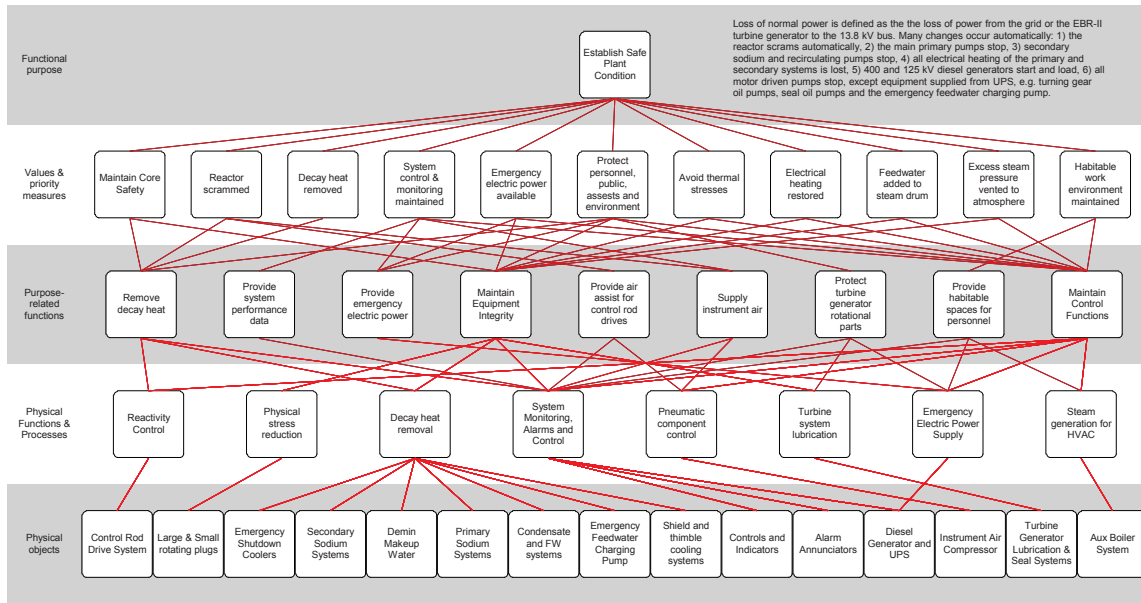 Loss of normal power is defined as the the loss of power from the grid or the EBR-II
turbine generator to the 13.8 kV bus. Many changes occur automatically: 1) the
reactor scrams automatically, 2) the main primary pumps stop, 3) secondary
sodium and recirculating pumps stop, 4) all electrical heating of the primary and
secondary systems is lost, 5) 400 and 125 kV diesel generators start and load, 6) all
motor driven pumps stop, except equipment supplied from UPS, e.g. turning gear
oil pumps, seal oil pumps and the emergency feedwater charging pump.
Functional
purpose
Establish Safe
Plant
Condition
Values &
priority
measures
Maintain Core
Safety
Reactor
scrammed
Decay heat
removed
System
control &
monitoring
maintained
Emergency
electric power
available
Protect
personnel,
public,
assests and
environment
Avoid thermal
stresses
Electrical
heating
restored
Feedwater
added to
steam drum
Excess steam
pressure
vented to
atmosphere
Habitable
work
environment
maintained
Purpose-
related
functions
Remove
decay heat
Provide
system
performance
data
Provide
emergency
electric power
Maintain
Equipment
Integrity
Provide air
assist for
control rod
drives
Supply
instrument air
Protect
turbine
generator
rotational
parts
Provide
habitable
spaces for
personnel
Maintain
Control
Functions
Physical
Functions &
Processes
Reactivity
Control
Physical
stress
reduction
Decay heat
removal
System
Monitoring,
Alarms and
Control
Pneumatic
component
control
Turbine
system
lubrication
Emergency
Electric Power
Supply
Steam
generation for
HVAC
Physical
objects
Control Rod
Drive System
Large & Small
rotating plugs
Emergency
Shutdown
Coolers
Secondary
Sodium
Systems
Demin
Makeup
Water
Primary
Sodium
Systems
Condensate
and FW
systems
Emergency
Feedwater
Charging
Pump
Shield and
thimble
cooling
systems
Controls and
Indicators
Alarm
Annunciators
Diesel
Generator and
UPS
Instrument Air
Compressor
Turbine
Generator
Lubrication &
Seal Systems
Aux Boiler
System